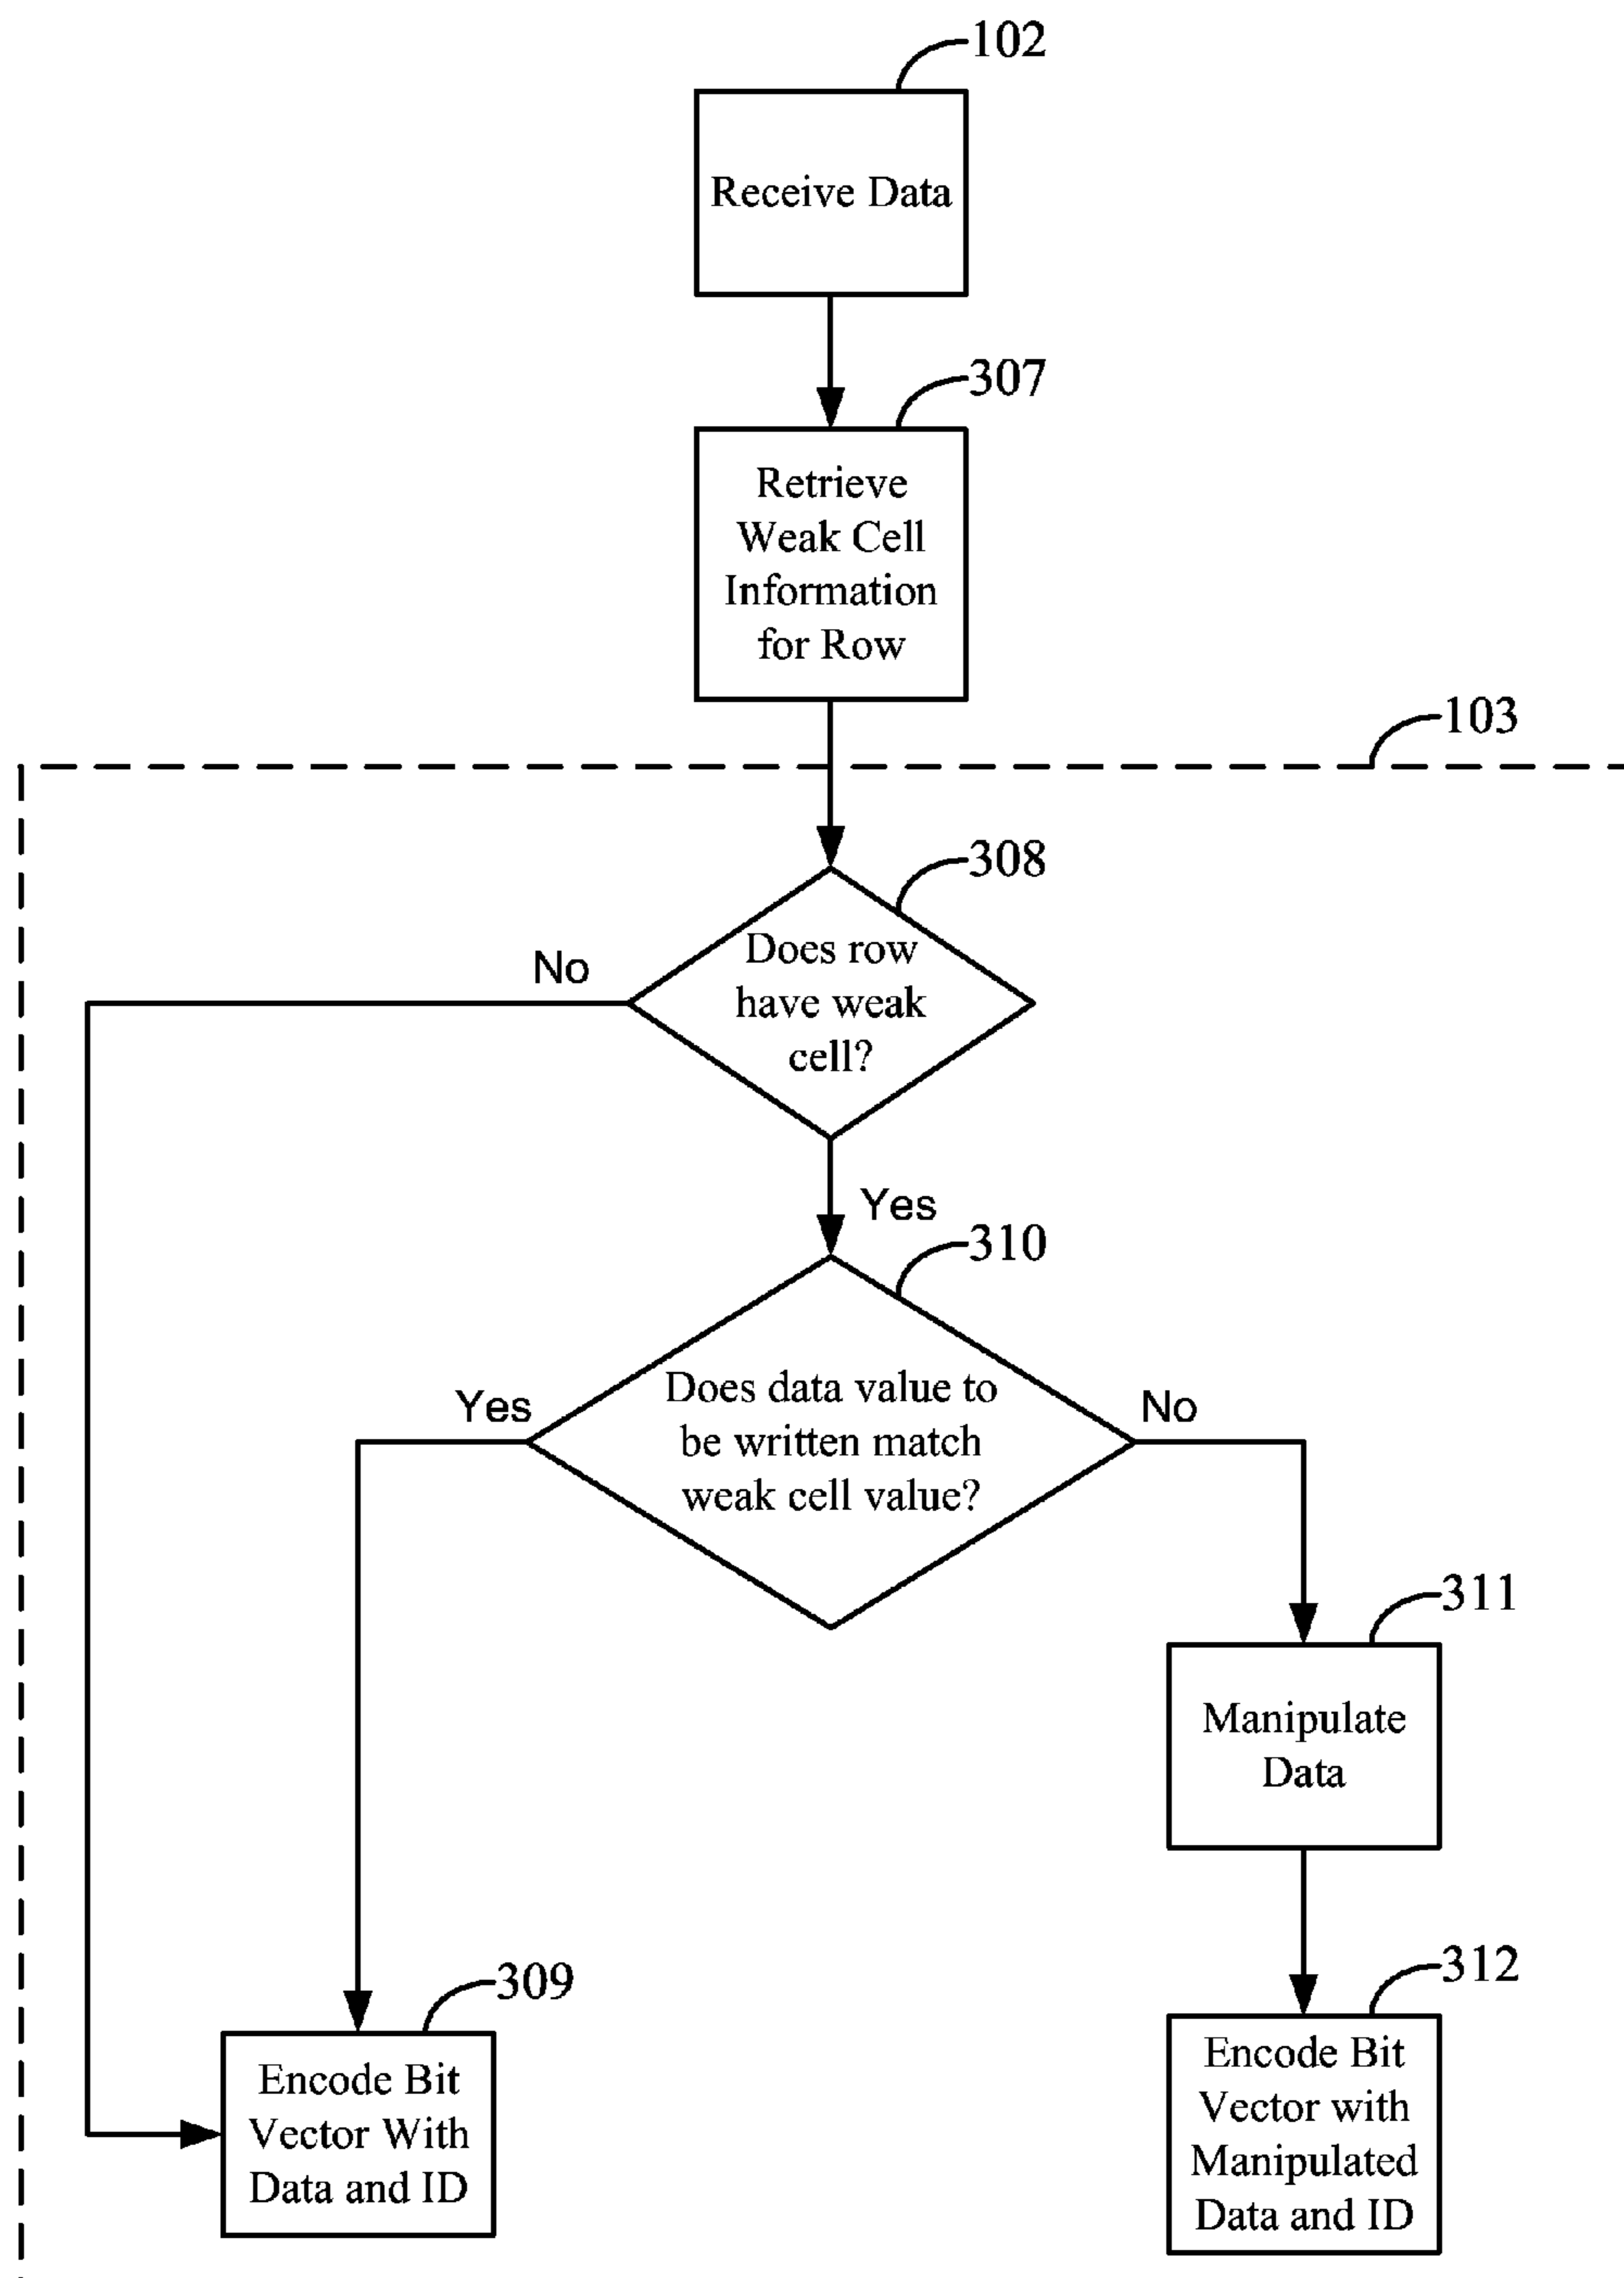 102
Receive Data
307
Retrieve
Weak Cell
Information
for Row
103
308
Does row
have weak
cell?
No
Yes
310
Does data value to
be written match
weak cell value?
Yes
No
311
Manipulate
Data
309
Encode Bit
Vector With
Data and ID
312
Encode Bit
Vector with
Manipulated
Data and ID